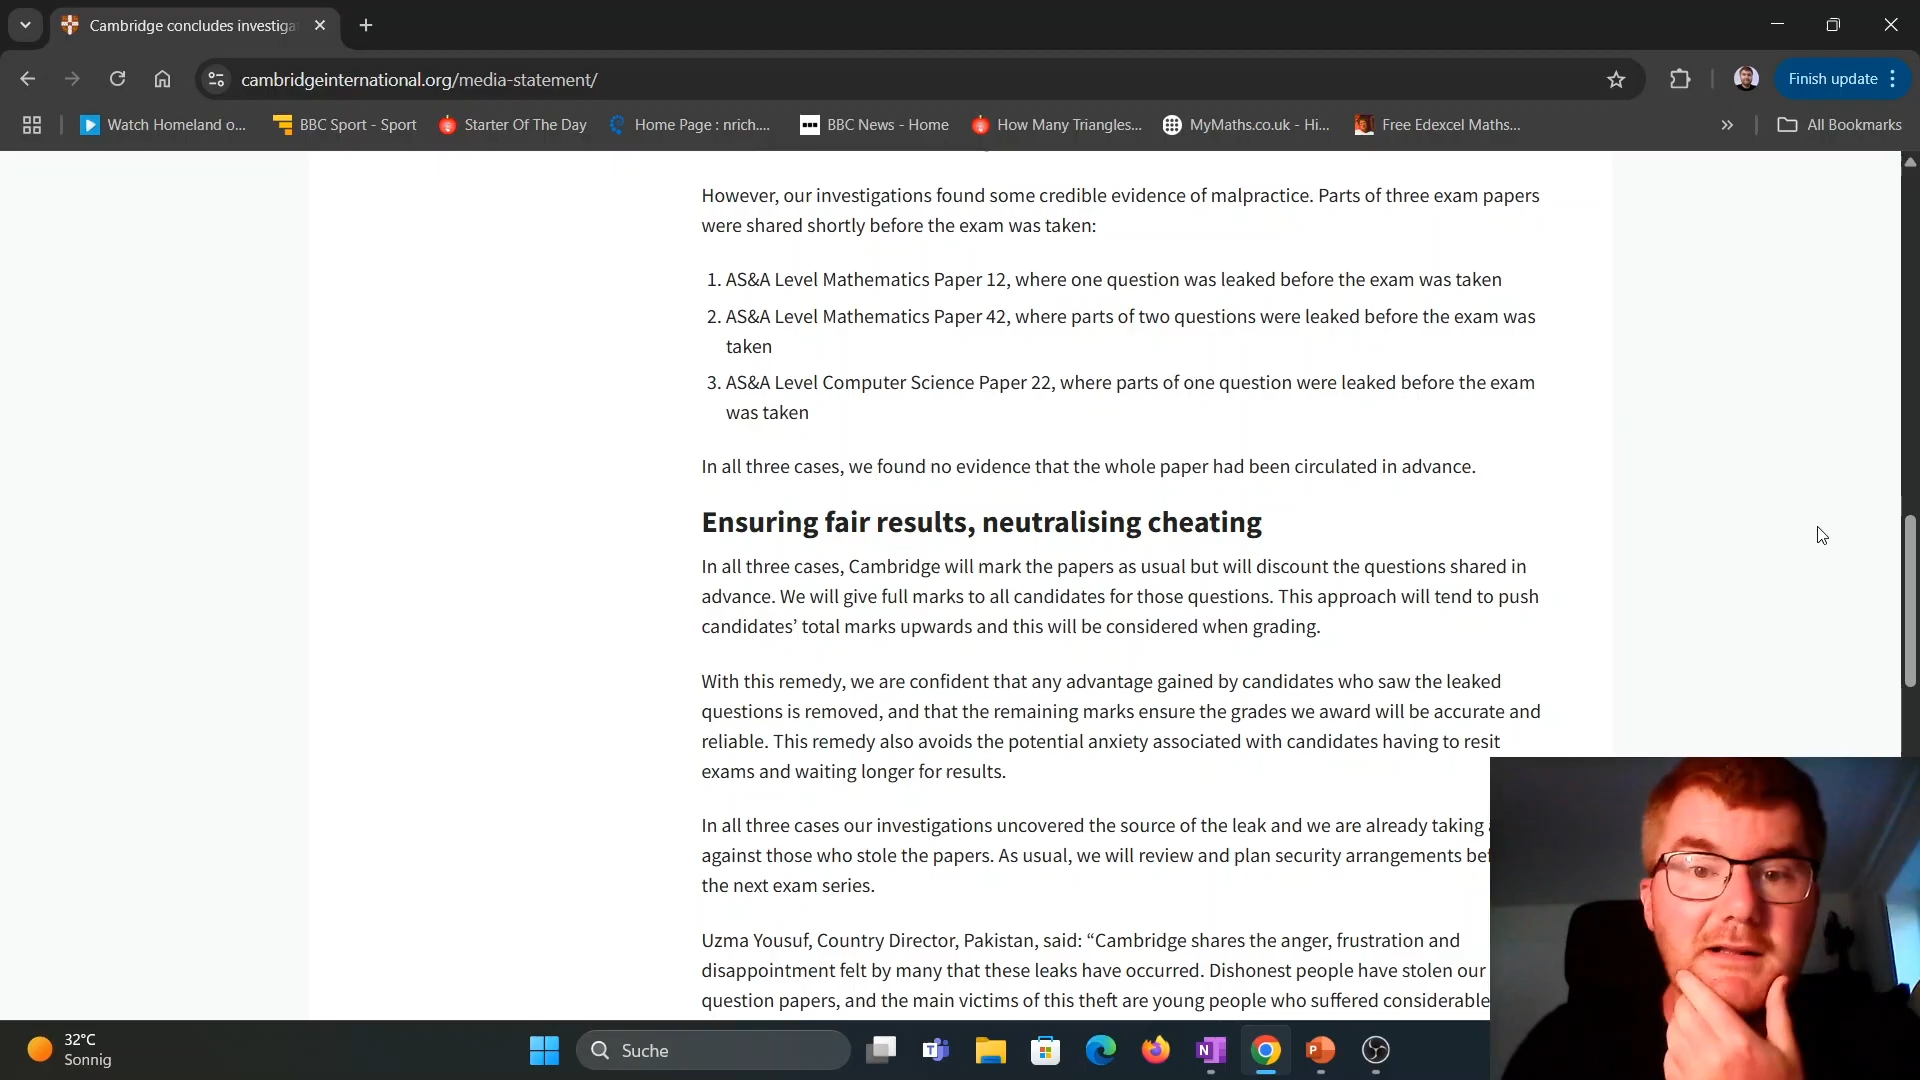 Cambridge concludes investiga
cambridgeinternational.org/media-statement/
Finish update
Watch Homeland o...
BBC Sport - Sport
Starter Of The Day
Home Page : nrich....
BBC News - Home
How Many Triangles...
MyMaths.co.uk - Hi...
Free Edexcel Maths...
»
All Bookmarks
However, our investigations found some credible evidence of malpractice. Parts of three exam papers
were shared shortly before the exam was taken:
1. AS&A Level Mathematics Paper 12, where one question was leaked before the exam was taken
2. AS&A Level Mathematics Paper 42, where parts of two questions were leaked before the exam was
taken
3. AS&A Level Computer Science Paper 22, where parts of one question were leaked before the exam
was taken
In all three cases, we found no evidence that the whole paper had been circulated in advance.
Ensuring fair results, neutralising cheating
In all three cases, Cambridge will mark the papers as usual but will discount the questions shared in
advance. We will give full marks to all candidates for those questions. This approach will tend to push
candidates’ total marks upwards and this will be considered when grading.
With this remedy, we are confident that any advantage gained by candidates who saw the leaked
questions is removed, and that the remaining marks ensure the grades we award will be accurate and
reliable. This remedy also avoids the potential anxiety associated with candidates having to resit
exams and waiting longer for results.
In all three cases our investigations uncovered the source of the leak and we are already taking
against those who stole the papers. As usual, we will review and plan security arrangements
the next exam series.
Uzma Yousuf, Country Director, Pakistan, said: “Cambridge shares the anger, frustration and
disappointment felt by many that these leaks have occurred. Dishonest people have stolen our
question papers, and the main victims of this theft are young people who suffered considerable
32°C
Sonnig
Suche